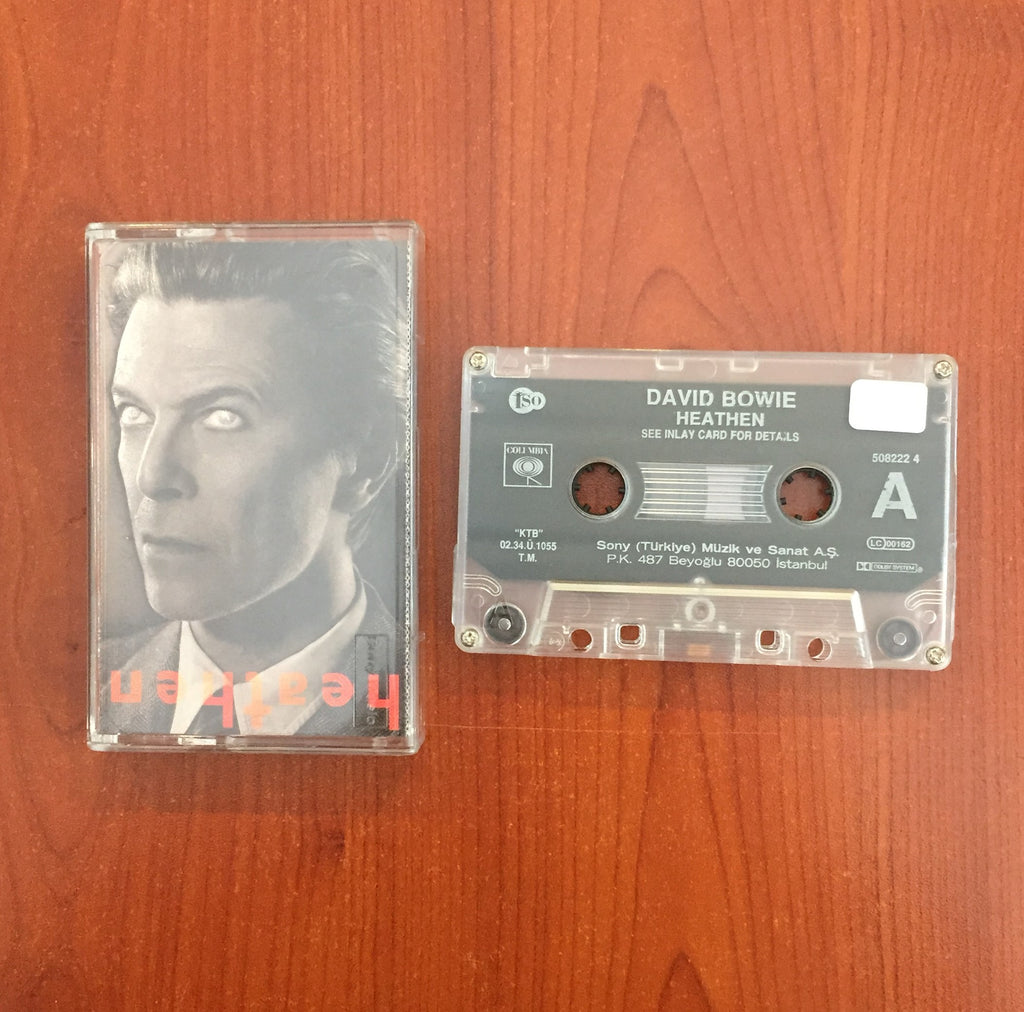 heathen
iso
DAVID BOWIE
HEATHEN
SEE INLAY CARD FOR DETAILS
COLUMBIA
508222 4
A
"KTB"
02.34.Ü.1055
T.M.
Sony (Türkiye) Müzik ve Sanat A.Ş.
P.K. 487 Beyoğlu 80050 İstanbul
LC 00162
DOLBY SYSTEM